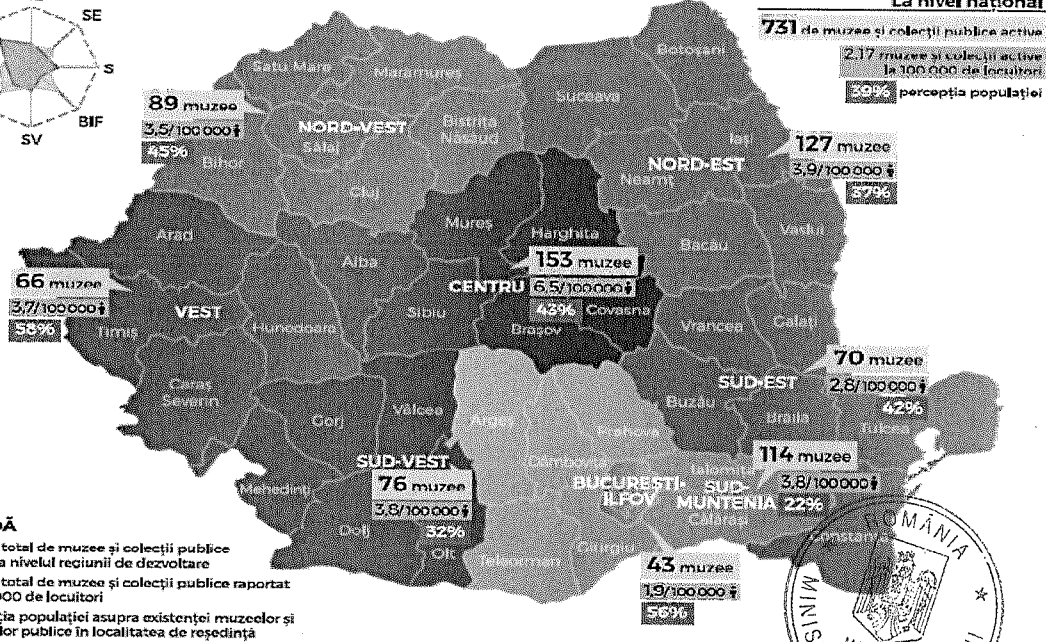 SE
S
BIF
SV
La nivel național
731 de muzee și colecții publice active
2,17 muzee și colecții active
la 100 000 de locuitori
39% percepția populației
Botoșani
Satu Mare
Maramureș
Suceava
89 muzee
3,5/100 000
45%
NORD-VEST
Sălaj
Bistrița
Năsăud
Bihor
Cluj
Iași
NORD-EST
Neamț
127 muzee
3,9/100 000
37%
Mureș
Harghita
Bacău
Vaslui
Arad
Alba
153 muzee
CENTRU 6,5/100 000
43% Covasna
Brașov
Sibiu
66 muzee
3,7/100 000
58%
VEST
Timiș
Hunedoara
Vrancea
Galați
Caraș
Severin
Gorj
Vâlcea
Argeș
Prahova
Dâmbovița
SUD-EST
Buzău
Brăila
70 muzee
2,8/100 000
42%
Tulcea
SUD-VEST
76 muzee
3,8/100 000
32%
Mehedinți
Dolj
Olt
Teleorman
Giurgiu
BUCUREȘTI-
ILFOV
Ialomița
SUD-
MUNTENIA
114 muzee
3,8/100 000
22%
Călărași
Constanța
43 muzee
1,9/100 000
56%
total de muzee și colecții publice
a nivelul regiunii de dezvoltare
total de muzee și colecții publice raportat
000 de locuitori
ția populației asupra existenței muzeelor și
lor publice în localitatea de reședință
ROMÂNIA
MINIS